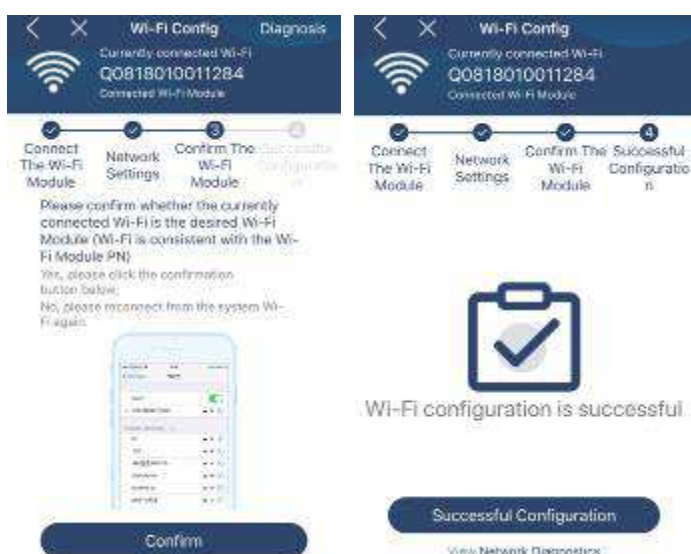 Wi-Fi Config
Diagnosis
Currently connected Wi-Fi
Q0818010011284
Connected Wi-Fi Module
3
4
Connect
The Wi-Fi
Module
Network
Settings
Confirm The
Wi-Fi
Module
Please confirm whether the currently
connected Wi-Fi is the desired Wi-Fi
Module (Wi-Fi is consistent with the Wi-
Fi Module PN)
Yes, please click the confirmation
button below;
No, please reconnect from the system Wi-
Fi again.
Confirm
Wi-Fi Config
Currently connected Wi-Fi
Q0818010011284
Connected Wi-Fi Module
4
Connect
The Wi-Fi
Module
Network
Settings
Confirm The
Wi-Fi
Module
Successful
Configuratio
n
Wi-Fi configuration is successful
Successful Configuration
View Network Diagnostics